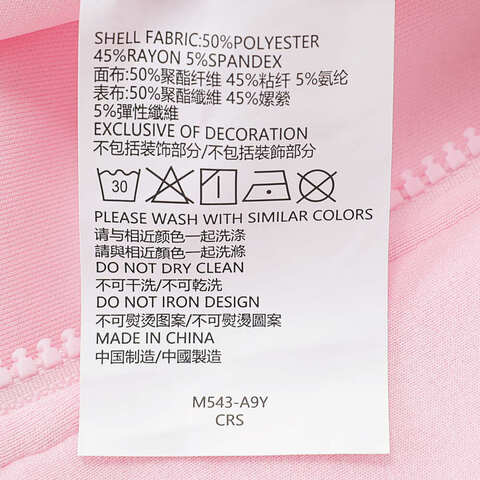 SHELL FABRIC:50%POLYESTER
45%RAYON 5%SPANDEX
面布:50%聚酯纤维 45%粘纤 5%氨纶
表布:50%聚酯纖維 45%嫘縈
5%彈性纖維
EXCLUSIVE OF DECORATION
不包括装饰部分/不包括裝飾部分
30
PLEASE WASH WITH SIMILAR COLORS
请与相近颜色一起洗涤
請與相近顏色一起洗滌
DO NOT DRY CLEAN
不可干洗/不可乾洗
DO NOT IRON DESIGN
不可熨烫图案/不可熨燙圖案
MADE IN CHINA
中国制造/中國製造
M543-A9Y
CRS